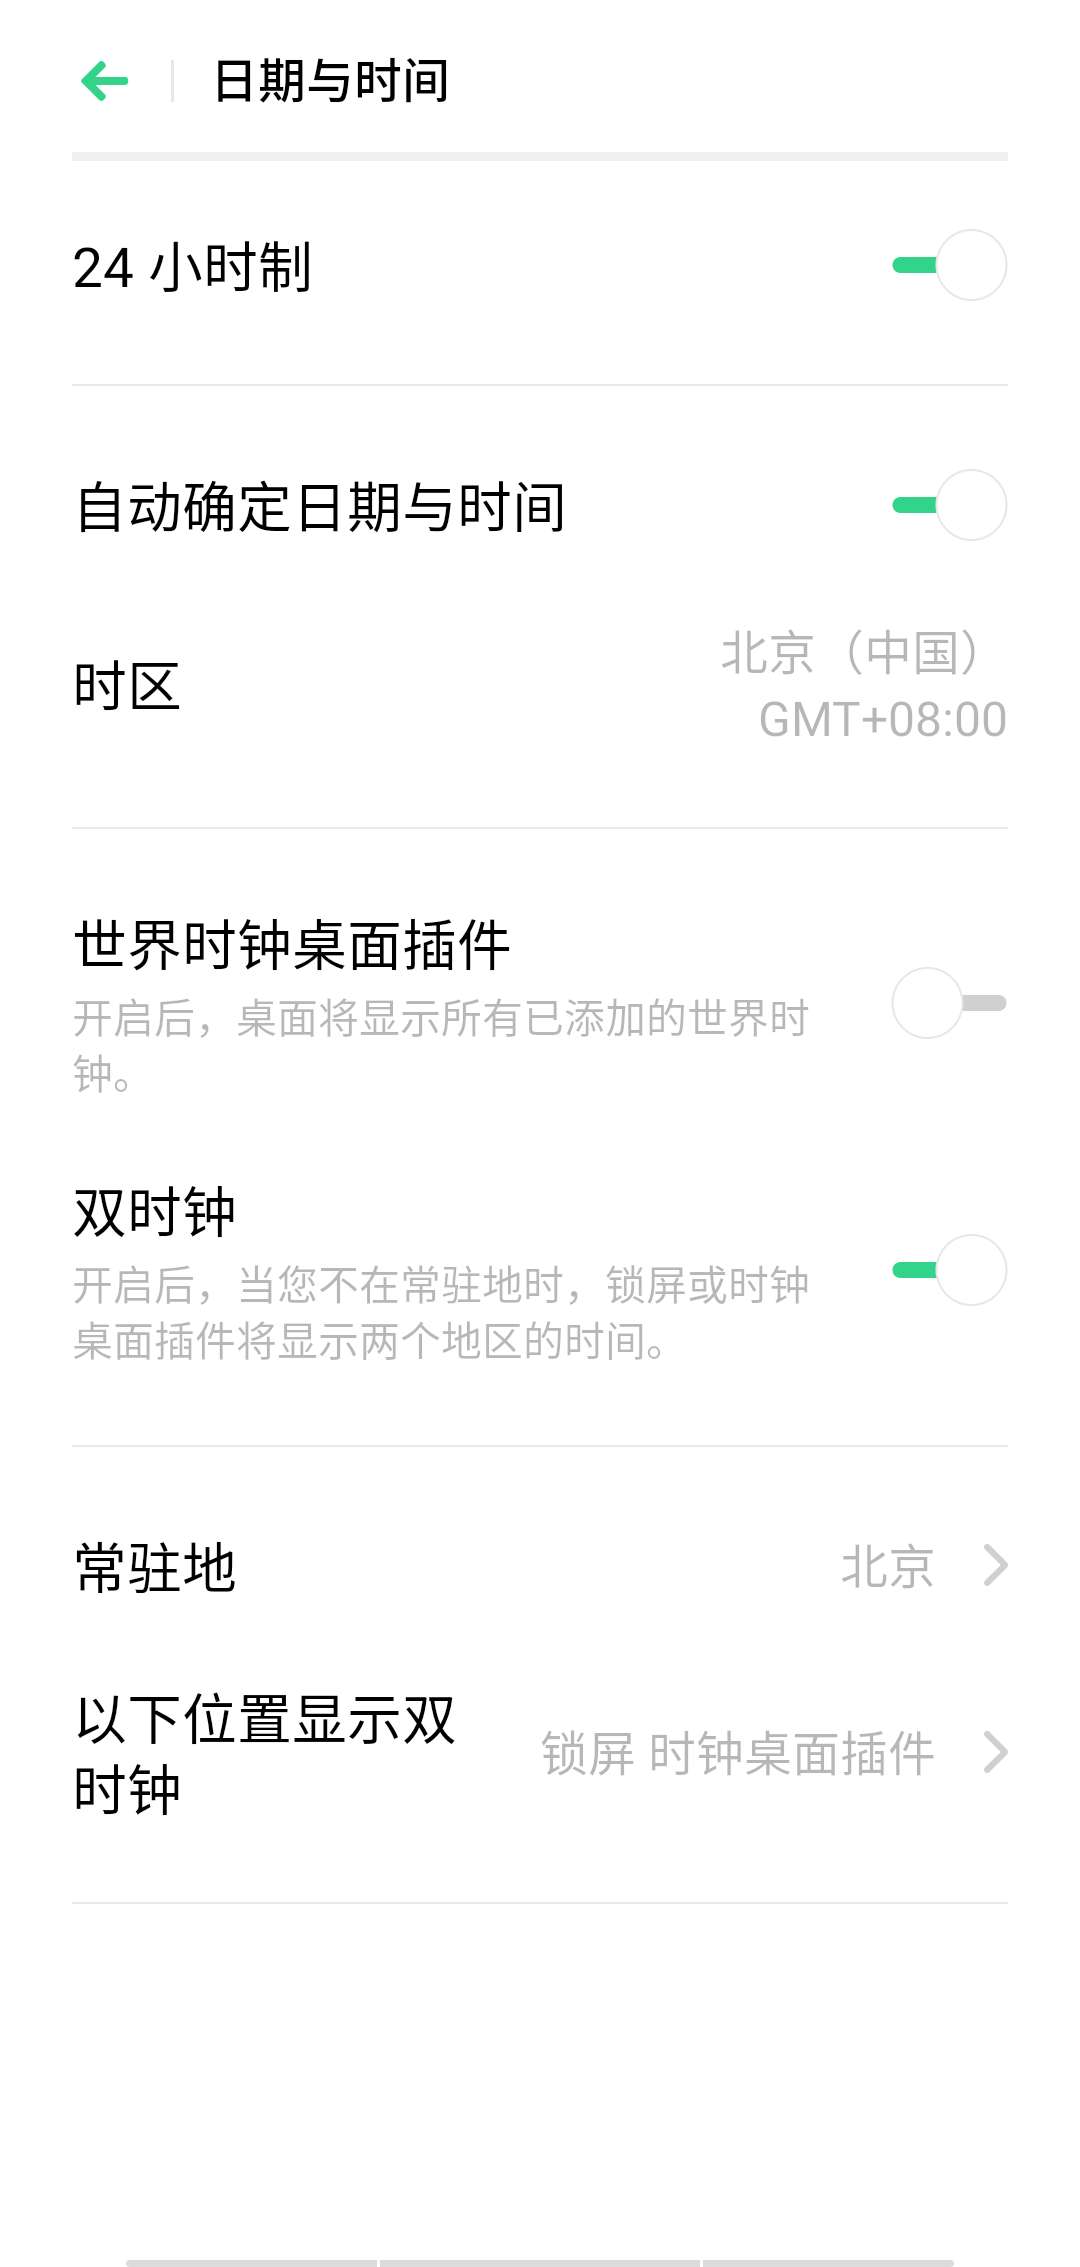 日期与时间
24 小时制
自动确定日期与时间
时区
北京（中国）
GMT+08:00
世界时钟桌面插件
开启后，桌面将显示所有已添加的世界时
钟。
双时钟
开启后，当您不在常驻地时，锁屏或时钟
桌面插件将显示两个地区的时间。
常驻地
北京
以下位置显示双
时钟
锁屏 时钟桌面插件